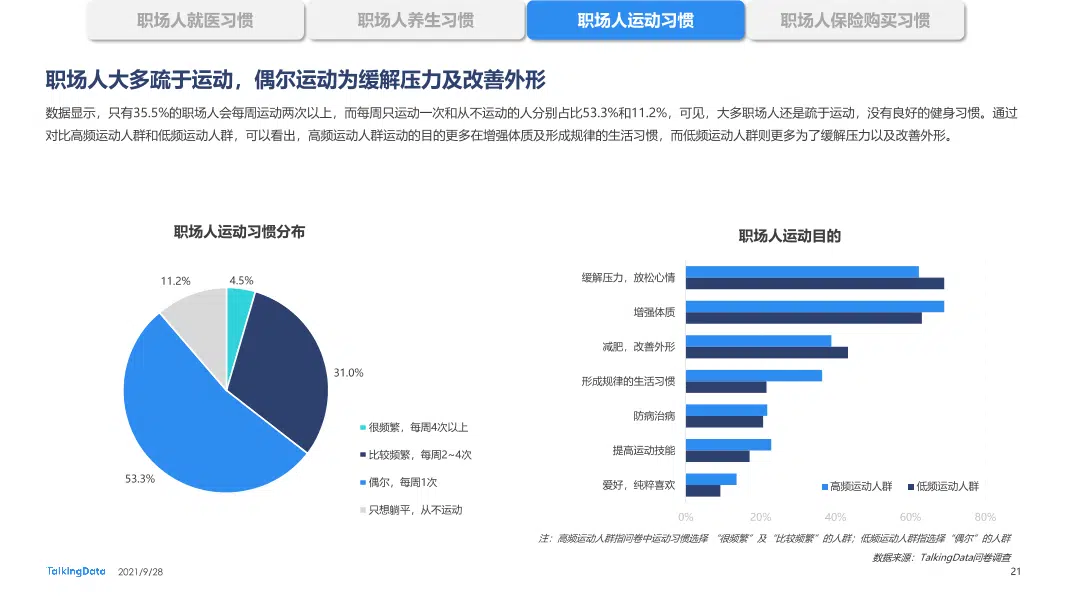 职场人就医习惯
职场人养生习惯
职场人运动习惯
职场人保险购买习惯
职场人大多疏于运动，偶尔运动为缓解压力及改善外形
数据显示，只有35.5%的职场人会每周运动两次以上，而每周只运动一次和从不运动的人分别占比53.3%和11.2%，可见，大多职场人还是疏于运动，没有良好的健身习惯。通过
对比高频运动人群和低频运动人群，可以看出，高频运动人群运动的目的更多在增强体质及形成规律的生活习惯，而低频运动人群则更多为了缓解压力以及改善外形。
职场人运动习惯分布
11.2%
4.5%
31.0%
53.3%
很频繁，每周4次以上
比较频繁，每周2~4次
偶尔，每周1次
只想躺平，从不运动
职场人运动目的
缓解压力，放松心情
增强体质
减肥，改善外形
形成规律的生活习惯
防病治病
提高运动技能
爱好，纯粹喜欢
高频运动人群
低频运动人群
0%
20%
40%
60%
80%
注：高频运动人群指问卷中运动习惯选择 “很频繁”及 “比较频繁”的人群；低频运动人群指选择 “偶尔”的人群
数据来源：TalkingData问卷调查
TalkingData
2021/9/28
21